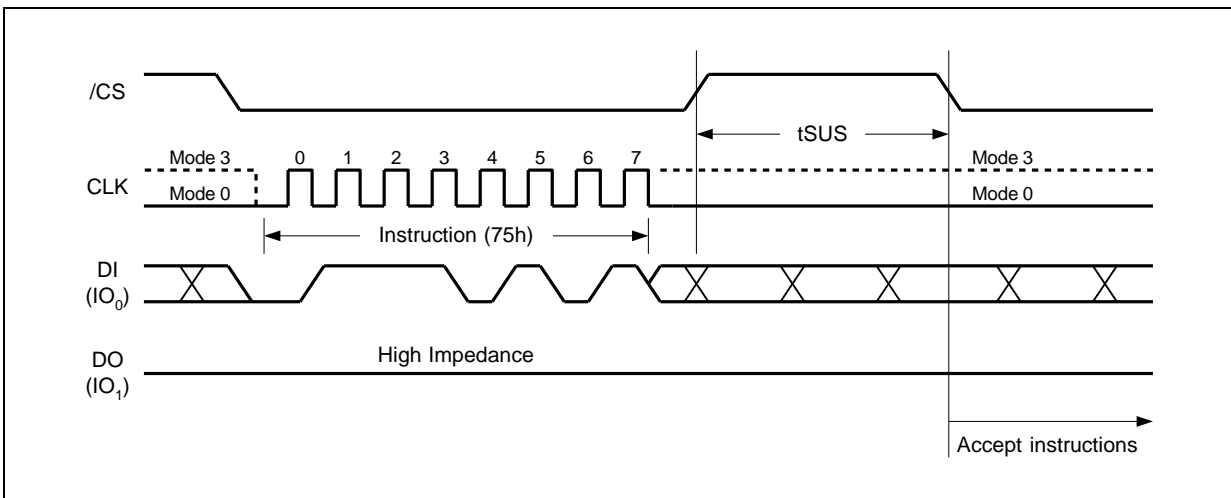 /CS
tSUS
Mode 3 0 1 2 3 4 5 6 7 Mode 3
CLK
Mode 0 Mode 0
Instruction (75h)
DI
(IO0)
High Impedance
DO
(IO1)
Accept instructions